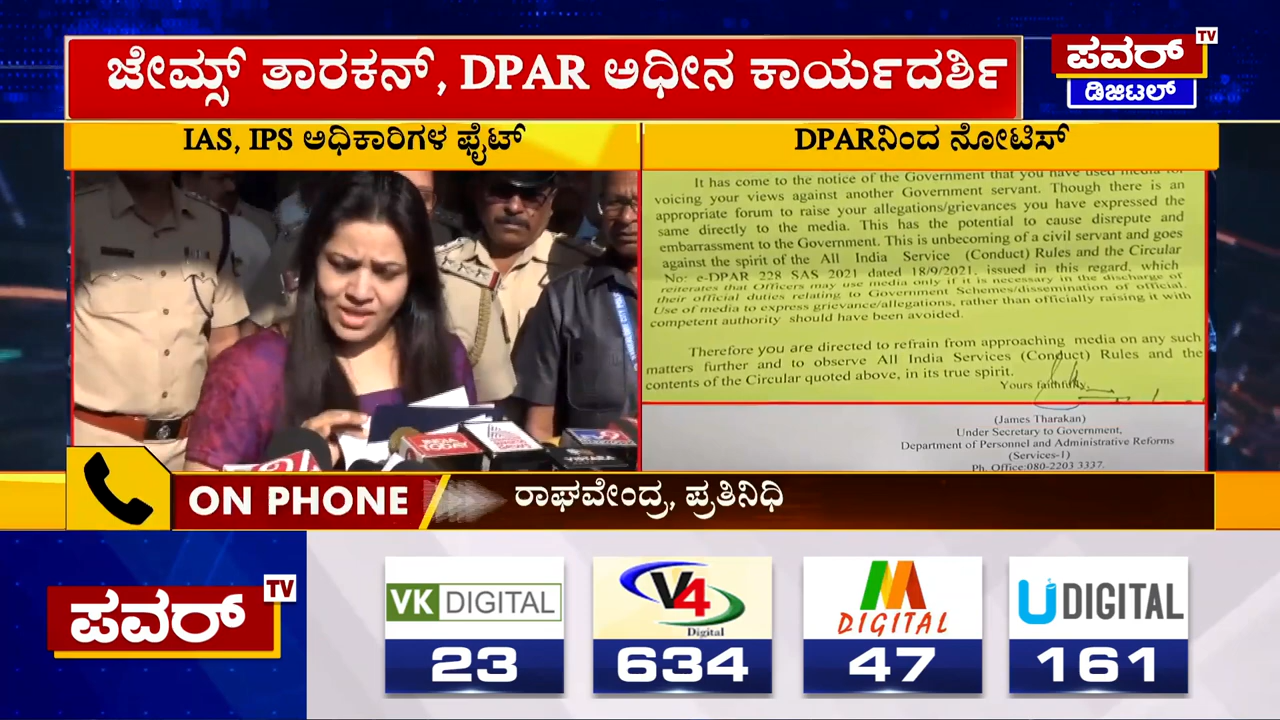 ಜೇಮ್ಸ್ ತಾರಕನ್, DPAR ಅಧೀನ ಕಾರ್ಯದರ್ಶಿ
ಪವರ್ TV
ಡಿಜಿಟಲ್
IAS, IPS ಅಧಿಕಾರಿಗಳ ಫೈಟ್
DPARನಿಂದ ನೋಟಿಸ್
It has come to the notice of the Government that you have used media for
voicing your views against another Government servant. Though there is an
appropriate forum to raise your allegations/grievances you have expressed the
same directly to the media. This has the potential to cause disrepute and
embarrassment to the Government. This is unbecoming of a civil servant and goes
against the spirit of the All India Service (Conduct) Rules and the Circular
No: e-DPAR 228 SAS 2021 dated 18/9/2021, issued in this regard, which
reiterates that Officers may use media only if it is necessary in the discharge of
their official duties relating to Government Schemes/dissemination of official.
Use of media to express grievance/allegations, rather than officially raising it with
competent authority should have been avoided.
Therefore you are directed to refrain from approaching media on any such
matters further and to observe All India Services (Conduct) Rules and the
contents of the Circular quoted above, in its true spirit.
Yours faithfully,
(James Tharakan)
Under Secretary to Government,
Department of Personnel and Administrative Reforms
(Services-1)
Ph. Office:080-2203 3337,
INDIA
TODAY
VISTARA
ON PHONE
ರಾಘವೇಂದ್ರ, ಪ್ರತಿನಿಧಿ
ಪವರ್ TV
VK DIGITAL
23
V4
Digital
634
M
DIGITAL
47
U DIGITAL
161